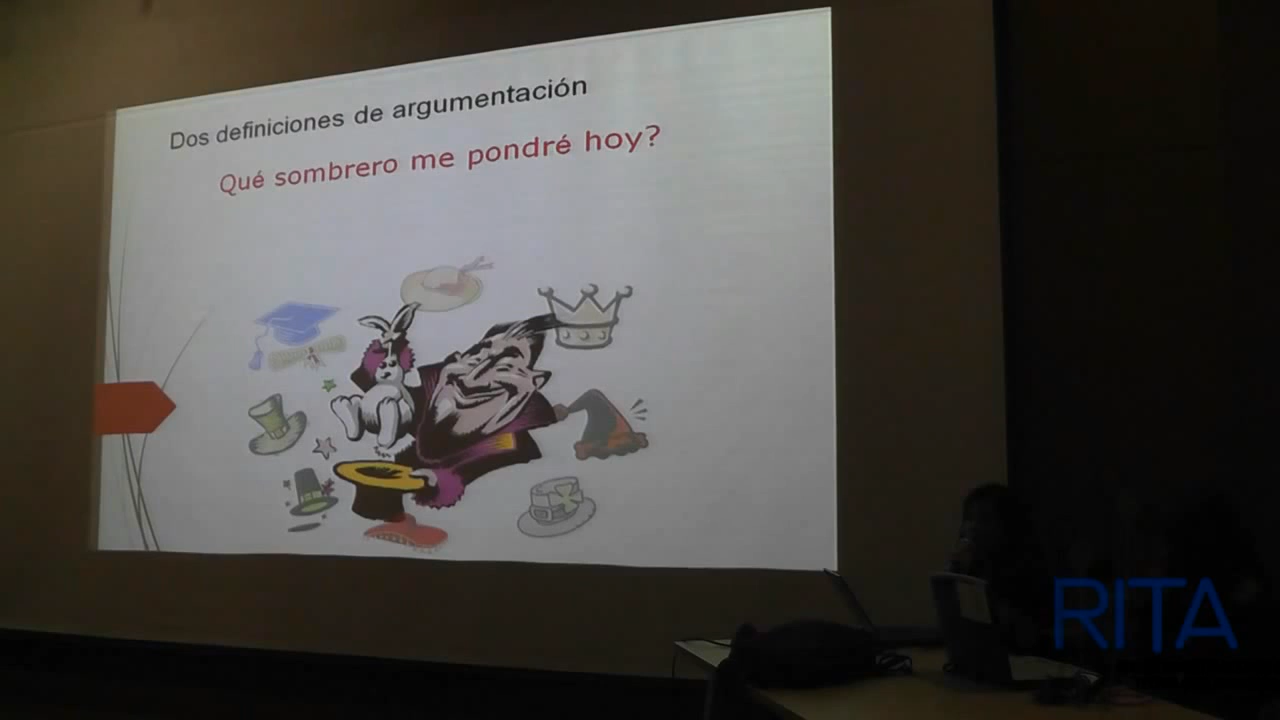 Dos definiciones de argumentación
Qué sombrero me pondré hoy?
RITA